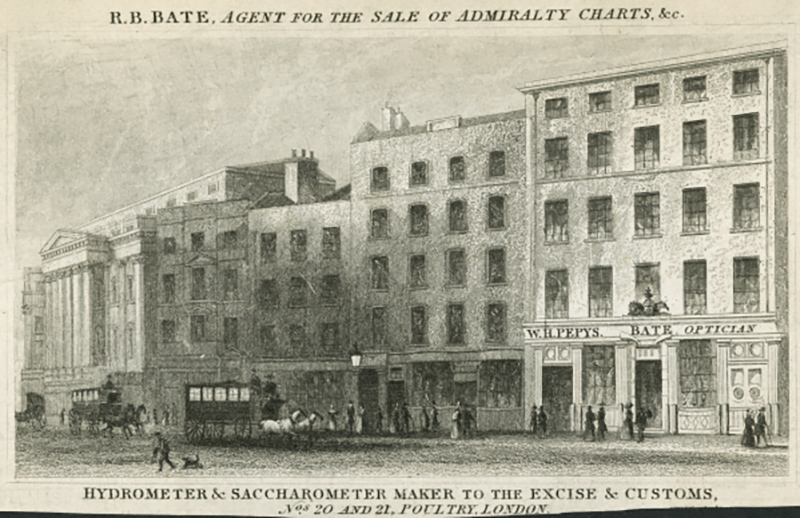 R.B. BATE, AGENT FOR THE SALE OF ADMIRALTY CHARTS, &c.
W.H. PEPYS. BATE, OPTICIAN
HYDROMETER & SACCHAROMETER MAKER TO THE EXCISE & CUSTOMS,
Nos 20 AND 21, POULTRY, LONDON.